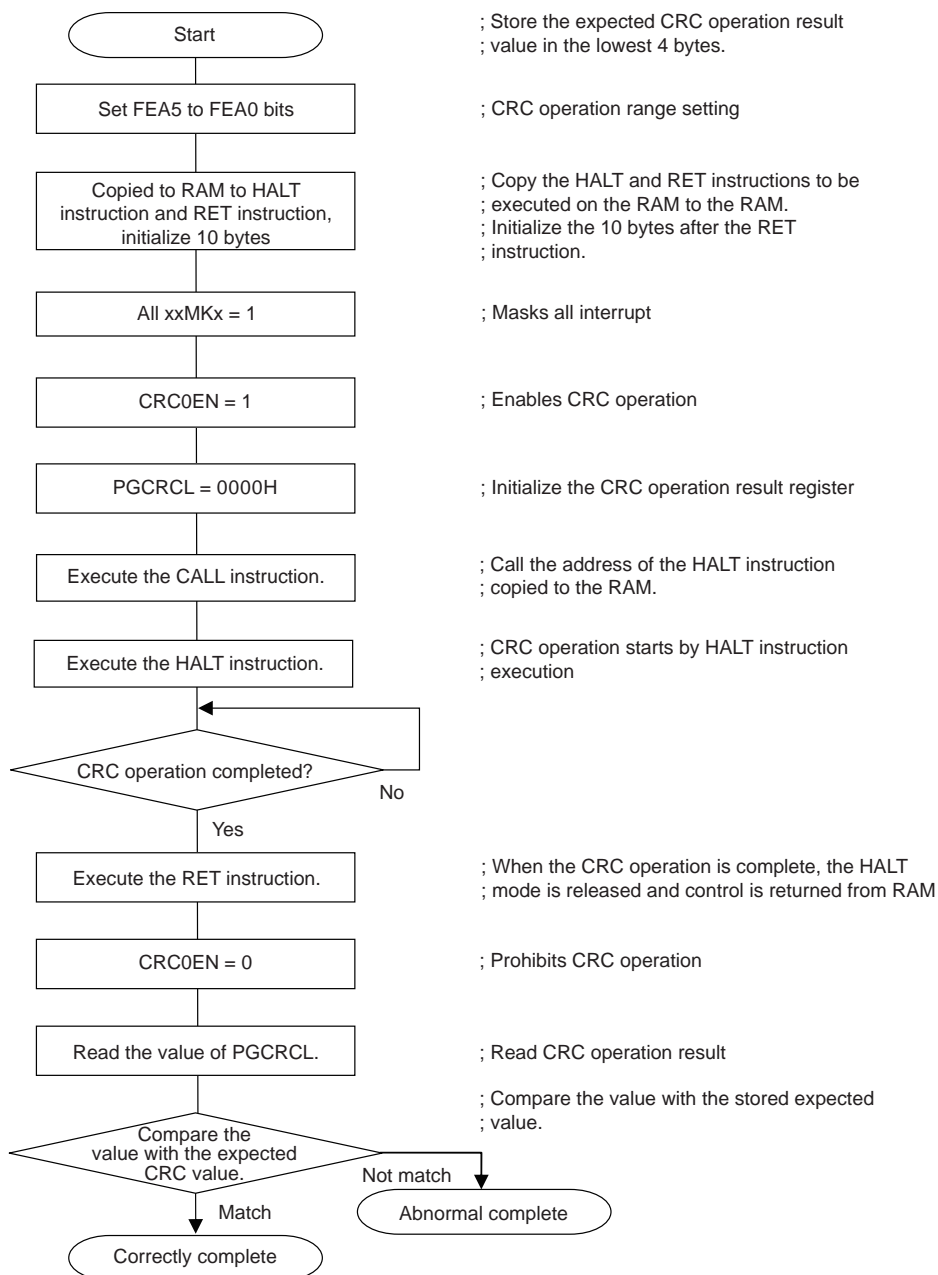 Start
; Store the expected CRC operation result
; value in the lowest 4 bytes.
Set FEA5 to FEA0 bits
; CRC operation range setting
Copied to RAM to HALT
instruction and RET instruction,
initialize 10 bytes
; Copy the HALT and RET instructions to be
; executed on the RAM to the RAM.
; Initialize the 10 bytes after the RET
; instruction.
All xxMKx = 1
; Masks all interrupt
CRC0EN = 1
; Enables CRC operation
PGCRCL = 0000H
; Initialize the CRC operation result register
Execute the CALL instruction.
; Call the address of the HALT instruction
; copied to the RAM.
Execute the HALT instruction.
; CRC operation starts by HALT instruction
; execution
CRC operation completed?
No
Yes
Execute the RET instruction.
; When the CRC operation is complete, the HALT
; mode is released and control is returned from RAM
CRC0EN = 0
; Prohibits CRC operation
Read the value of PGCRCL.
; Read CRC operation result
; Compare the value with the stored expected
; value.
Compare the
value with the expected
CRC value.
Not match
Match
Abnormal complete
Correctly complete